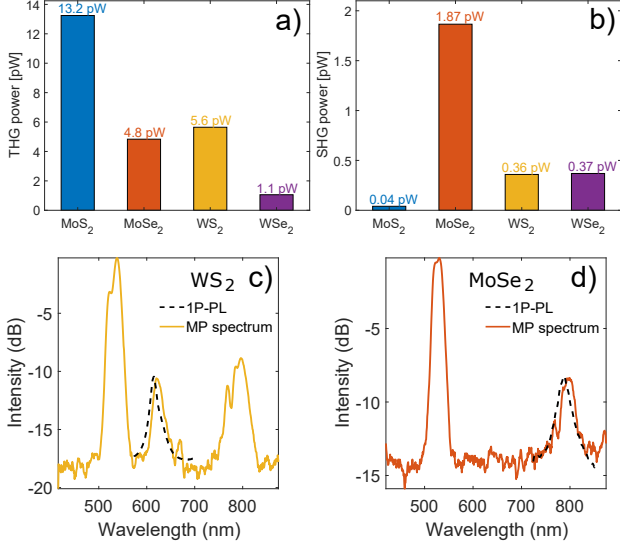 a)
THG power [pW]
14
12
10
8
6
4
2
0
13.2 pW
4.8 pW
5.6 pW
1.1 pW
MoS2
MoSe2
WS2
WSe2
b)
SHG power [pW]
2
1.5
1
0.5
0
0.04 pW
1.87 pW
0.36 pW
0.37 pW
MoS2
MoSe2
WS2
WSe2
WS2 c)
1P-PL
MP spectrum
Intensity (dB)
-5
-10
-15
-20
500 600 700 800
Wavelength (nm)
MoSe2 d)
1P-PL
MP spectrum
Intensity (dB)
-5
-10
-15
500 600 700 800
Wavelength (nm)